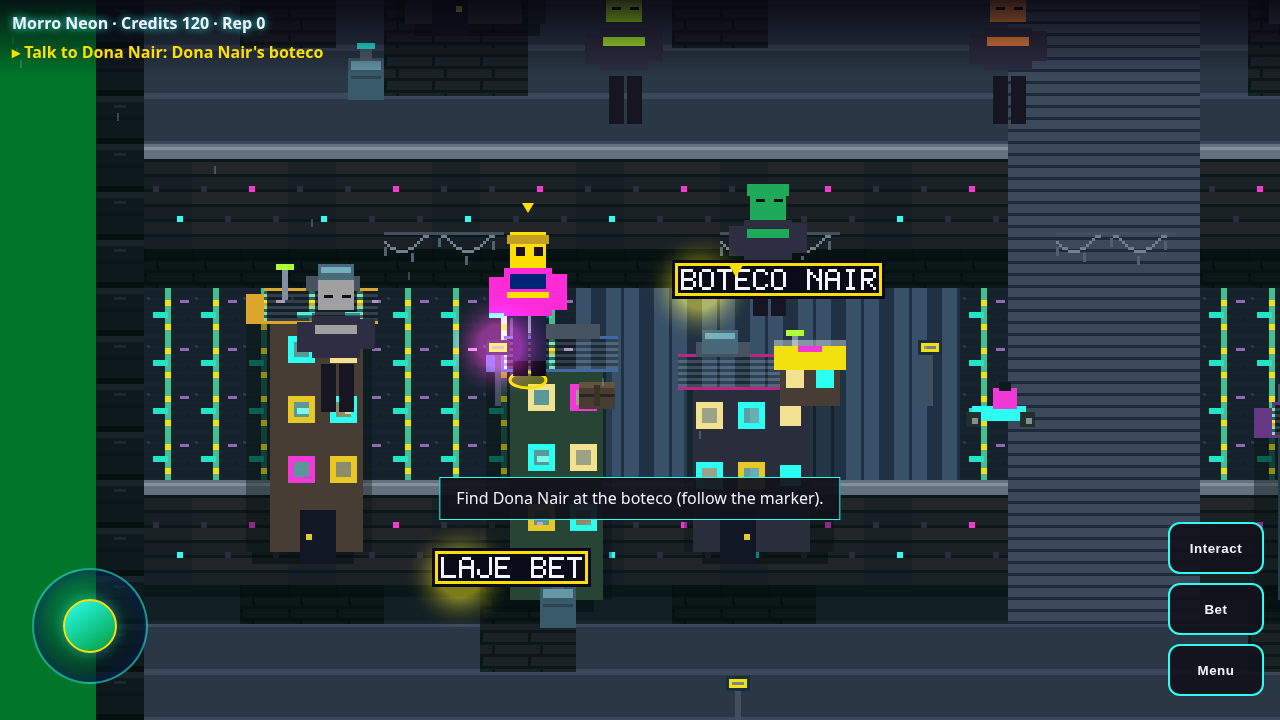 Morro Neon · Credits 120 · Rep 0
▸ Talk to Dona Nair: Dona Nair's boteco
BOTECO NAIR
Find Dona Nair at the boteco (follow the marker).
LAJE BET
Interact
Bet
Menu